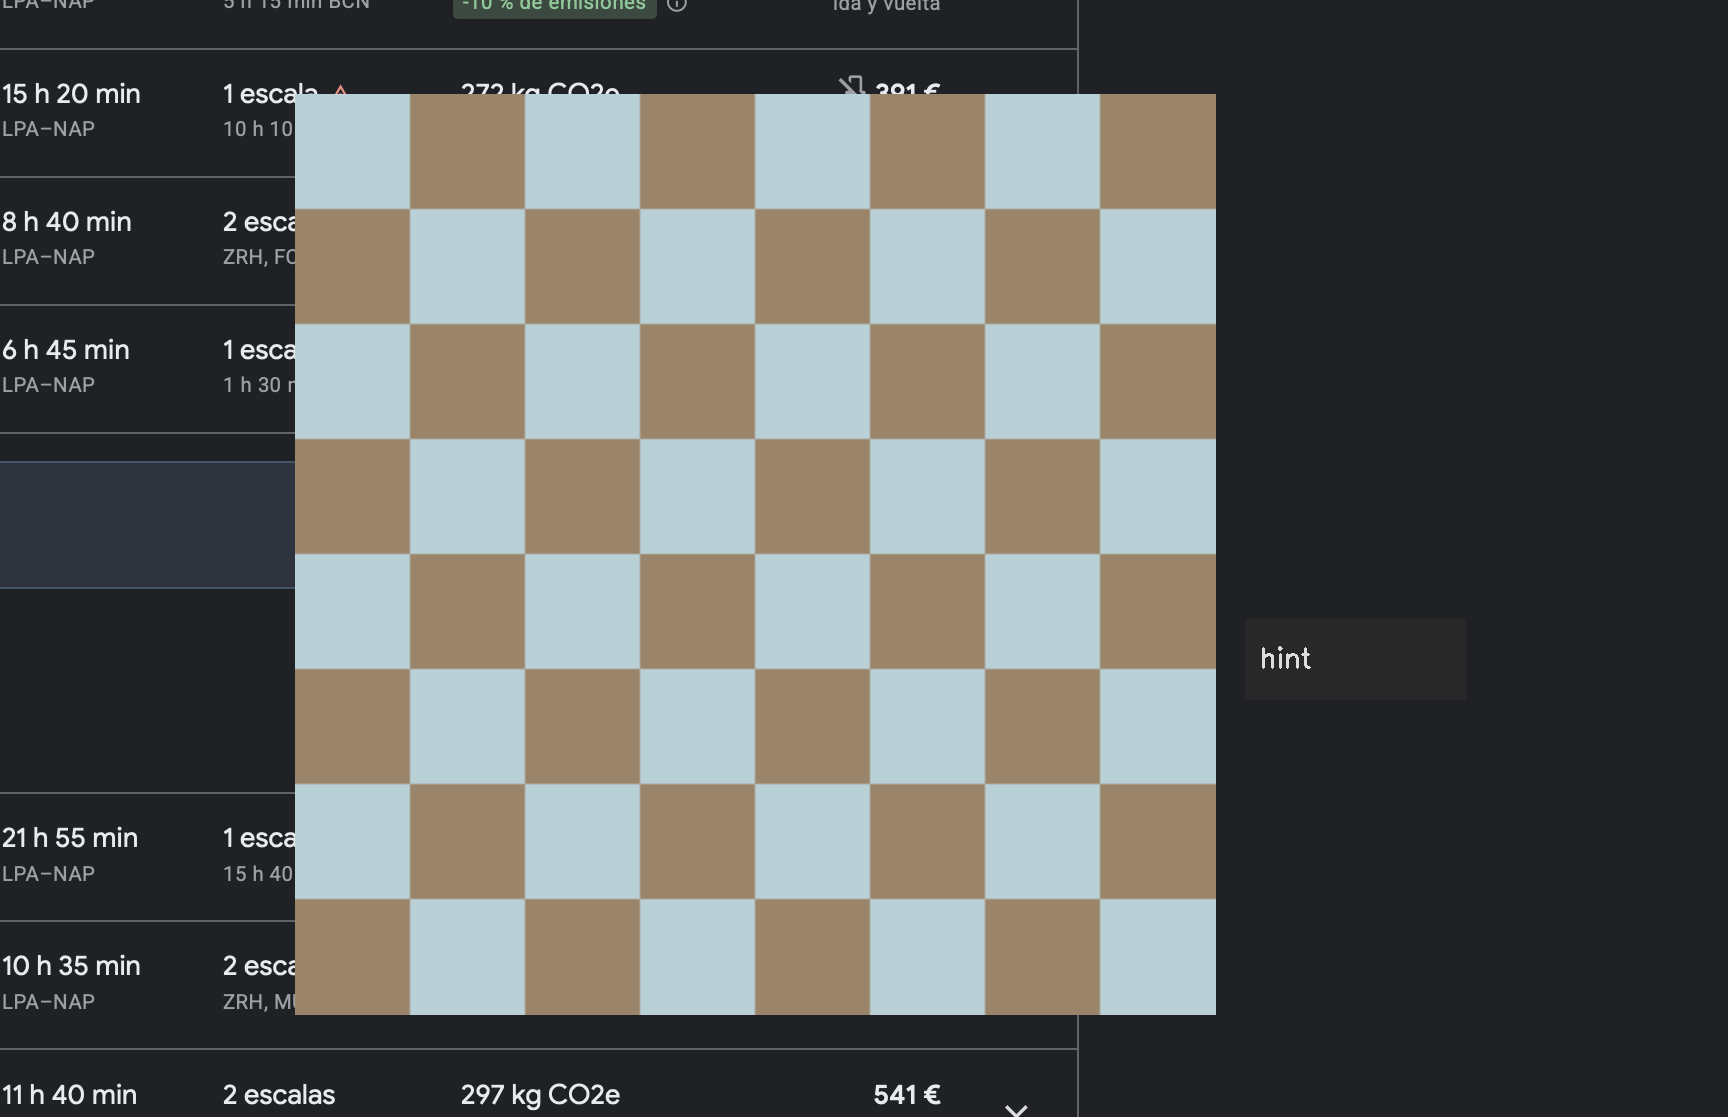 LPA–NAP 5 h 15 min BCN -10 % de emisiones Ida y vuelta
15 h 20 min 1 escala 272 kg CO2e 391 €
LPA–NAP 10 h 10
8 h 40 min 2 esca
LPA–NAP ZRH, FC
6 h 45 min 1 esca
LPA–NAP 1 h 30
hint
21 h 55 min 1 esca
LPA–NAP 15 h 40
10 h 35 min 2 esca
LPA–NAP ZRH, MU
11 h 40 min 2 escalas 297 kg CO2e 541 €